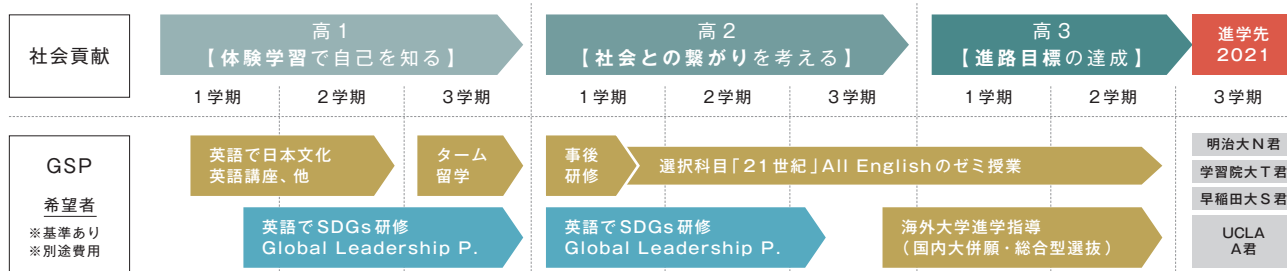 社会貢献
高1
【体験学習で自己を知る】
高2
【社会との繋がりを考える】
高3
【進路目標の達成】
進学先
2021
1学期
2学期
3学期
1学期
2学期
3学期
1学期
2学期
3学期
GSP
希望者
※基準あり
※別途費用
英語で日本文化
英語講座、他
ターム
留学
事後
研修
選択科目「21世紀」All Englishのゼミ授業
英語でSDGs研修
Global Leadership P.
英語でSDGs研修
Global Leadership P.
海外大学進学指導
（国内大併願・総合型選抜）
明治大N君
学習院大T君
早稲田大S君
UCLA
A君